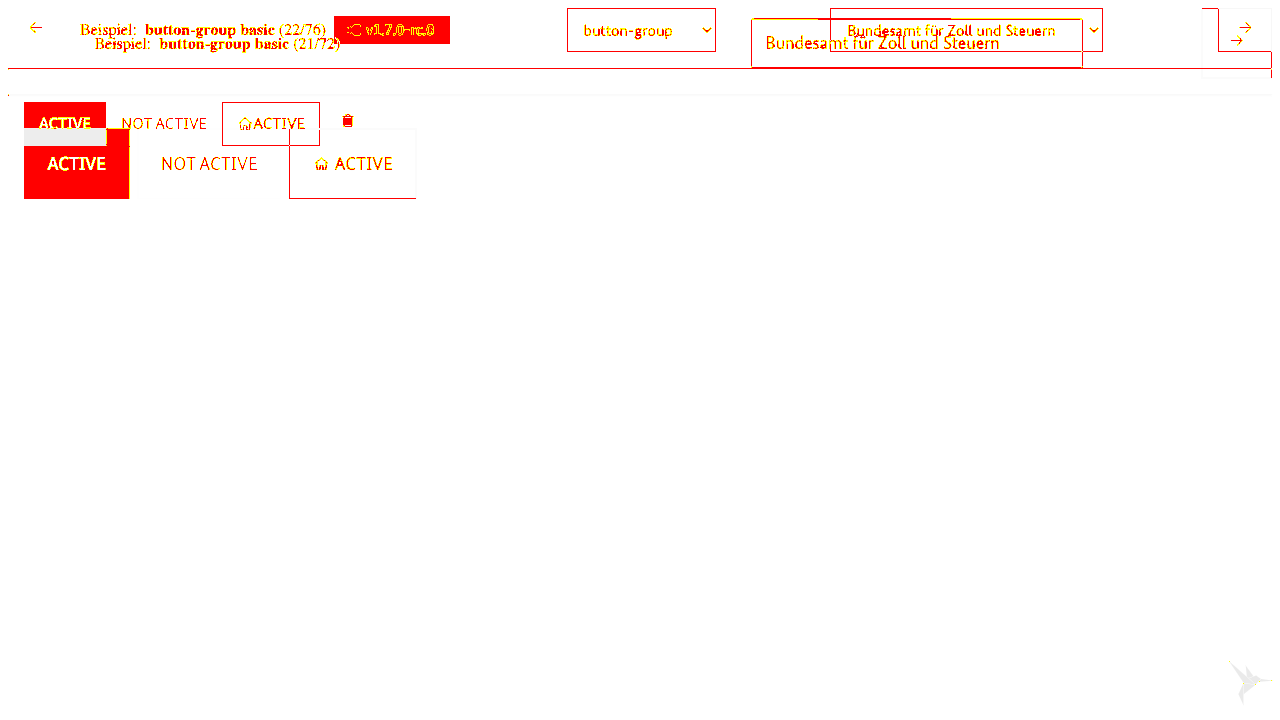 Beispiel: button-group basic (22/76) v1.7.0-rc.0 button-group Bundesamt für Zoll und Steuern
Beispiel: button-group basic (21/72) Bundesamt für Zoll und Steuern
ACTIVE NOT ACTIVE ACTIVE
ACTIVE NOT ACTIVE ACTIVE